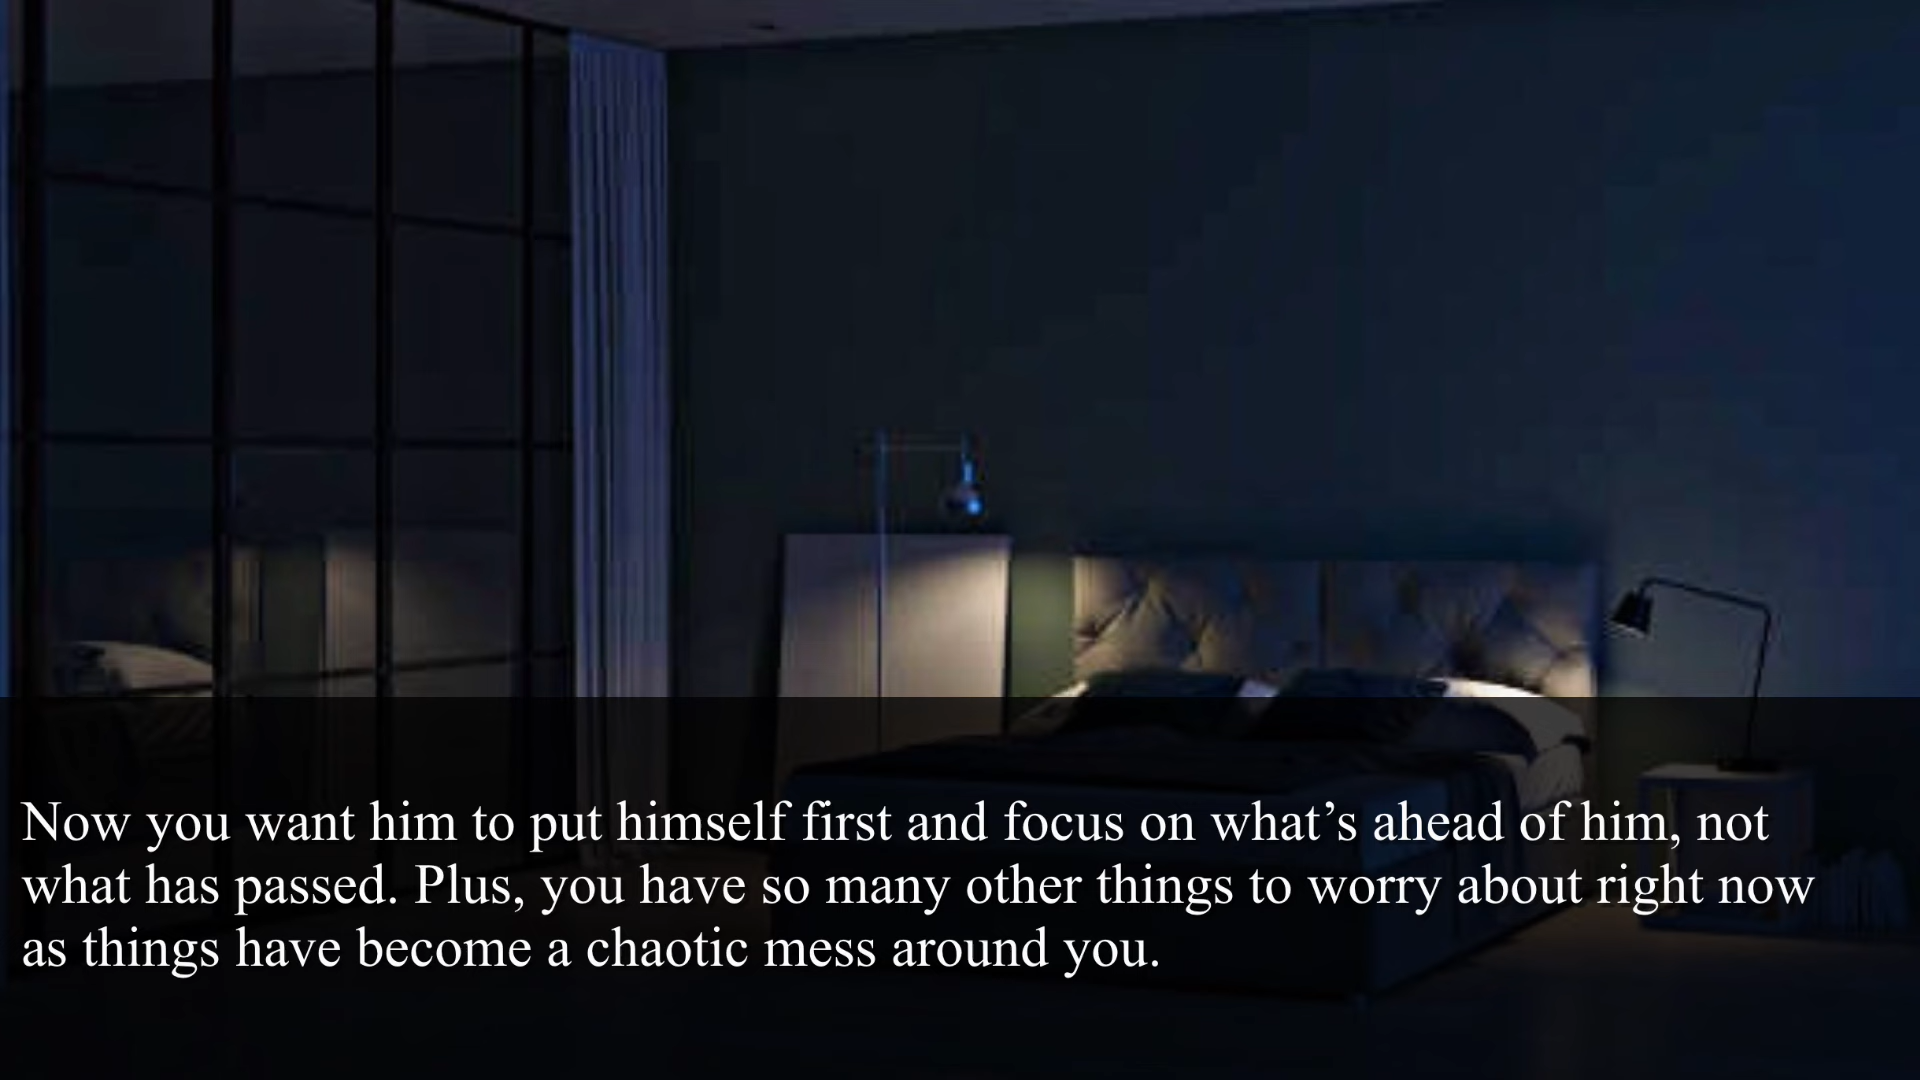 Now you want him to put himself first and focus on what’s ahead of him, not
what has passed. Plus, you have so many other things to worry about right now
as things have become a chaotic mess around you.